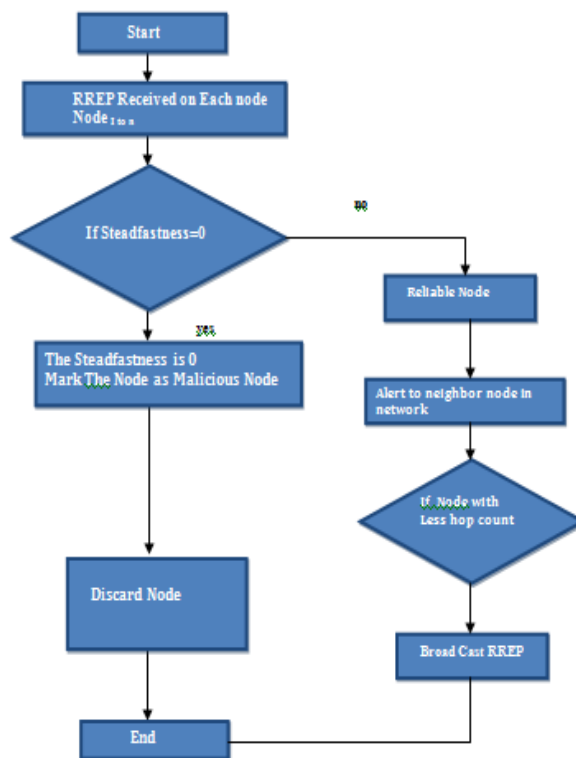 Start
RREP Received on Each node
Node 1 to n
If Steadfastness=0
no
Reliable Node
yes
The Steadfastness is 0
Mark The Node as Malicious Node
Alert to neighbor node in
network
If Node with
Less hop count
Discard Node
Broad Cast RREP
End